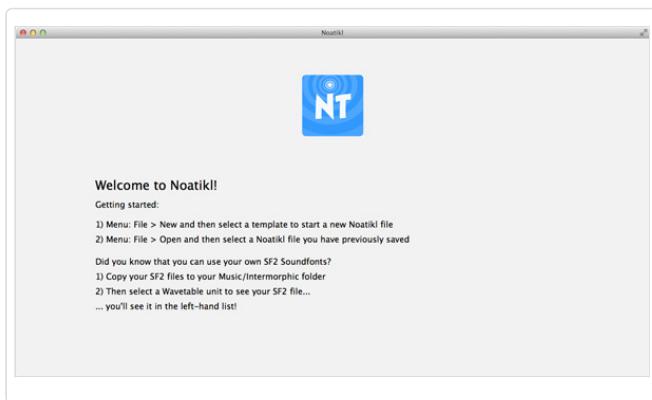 Noatikl
NT
Welcome to Noatikl!
Getting started:
1) Menu: File > New and then select a template to start a new Noatikl file
2) Menu: File > Open and then select a Noatikl file you have previously saved
Did you know that you can use your own SF2 Soundfonts?
1) Copy your SF2 files to your Music/Intermorphic folder
2) Then select a Wavetable unit to see your SF2 file...
... you'll see it in the left-hand list!